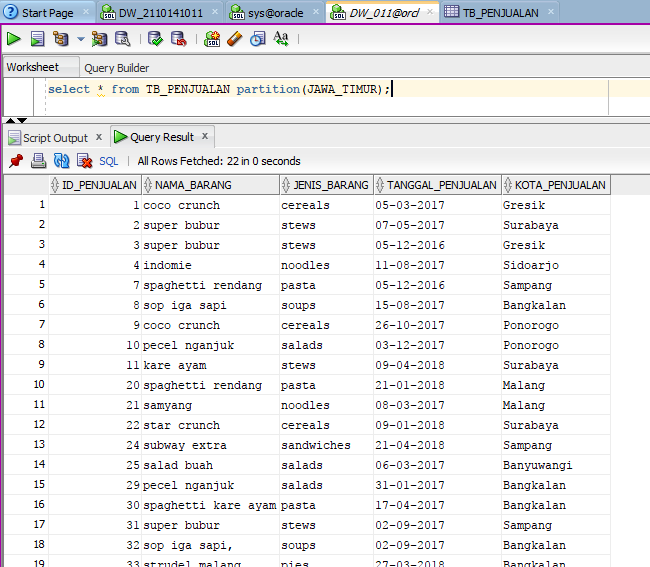 Start Page DW_2110141011 sys@oracle DW_011@orcl TB_PENJUALAN
Worksheet Query Builder
select * from TB_PENJUALAN partition(JAWA_TIMUR);
Script Output x Query Result x
SQL | All Rows Fetched: 22 in 0 seconds
ID_PENJUALAN NAMA_BARANG JENIS_BARANG TANGGAL_PENJUALAN KOTA_PENJUALAN
1 1 coco crunch cereals 05-03-2017 Gresik
2 2 super bubur stews 07-05-2017 Surabaya
3 3 super bubur stews 05-12-2016 Gresik
4 4 indomie noodles 11-08-2017 Sidoarjo
5 7 spaghetti rendang pasta 05-12-2016 Sampang
6 8 sop iga sapi soups 15-08-2017 Bangkalan
7 9 coco crunch cereals 26-10-2017 Ponorogo
8 10 pecel nganjuk salads 03-12-2017 Ponorogo
9 11 kare ayam stews 09-04-2018 Surabaya
10 20 spaghetti rendang pasta 21-01-2018 Malang
11 21 samyang noodles 08-03-2017 Malang
12 22 star crunch cereals 09-01-2018 Surabaya
13 24 subway extra sandwiches 21-04-2018 Sampang
14 25 salad buah salads 06-03-2017 Banyuwangi
15 29 pecel nganjuk salads 31-01-2017 Bangkalan
16 30 spaghetti kare ayam pasta 17-04-2017 Bangkalan
17 31 super bubur stews 02-09-2017 Sampang
18 32 sop iga sapi, soups 02-09-2017 Bangkalan
19 33 strudel malang pies 27-03-2018 Bangkalan